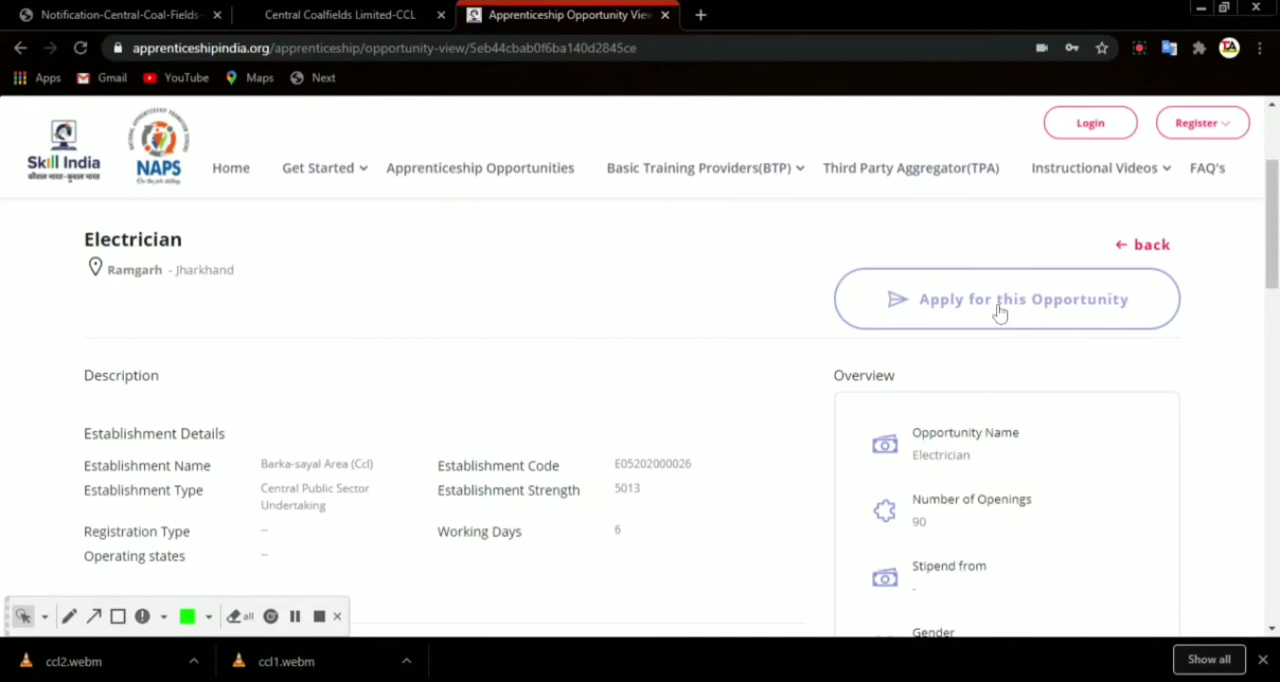 Notification-Central-Coal-Fields-
Central Coalfields Limited-CCL
Apprenticeship Opportunity View
apprenticeshipindia.org/apprenticeship/opportunity-view/5eb44cbab0f6ba140d2845ce
Apps
Gmail
YouTube
Maps
Next
Login
Register
Skill India
कौशल भारत-कुशल भारत
NAPS
Home
Get Started
Apprenticeship Opportunities
Basic Training Providers(BTP)
Third Party Aggregator(TPA)
Instructional Videos
FAQ's
Electrician
Ramgarh - Jharkhand
← back
Apply for this Opportunity
Description
Establishment Details
Establishment Name Barka-sayal Area (Ccl)
Establishment Code E05202000026
Establishment Type Central Public Sector
Undertaking
Establishment Strength 5013
Registration Type --
Working Days 6
Operating states --
Overview
Opportunity Name
Electrician
Number of Openings
90
Stipend from
-
Gender
all
ccl2.webm
ccl1.webm
Show all